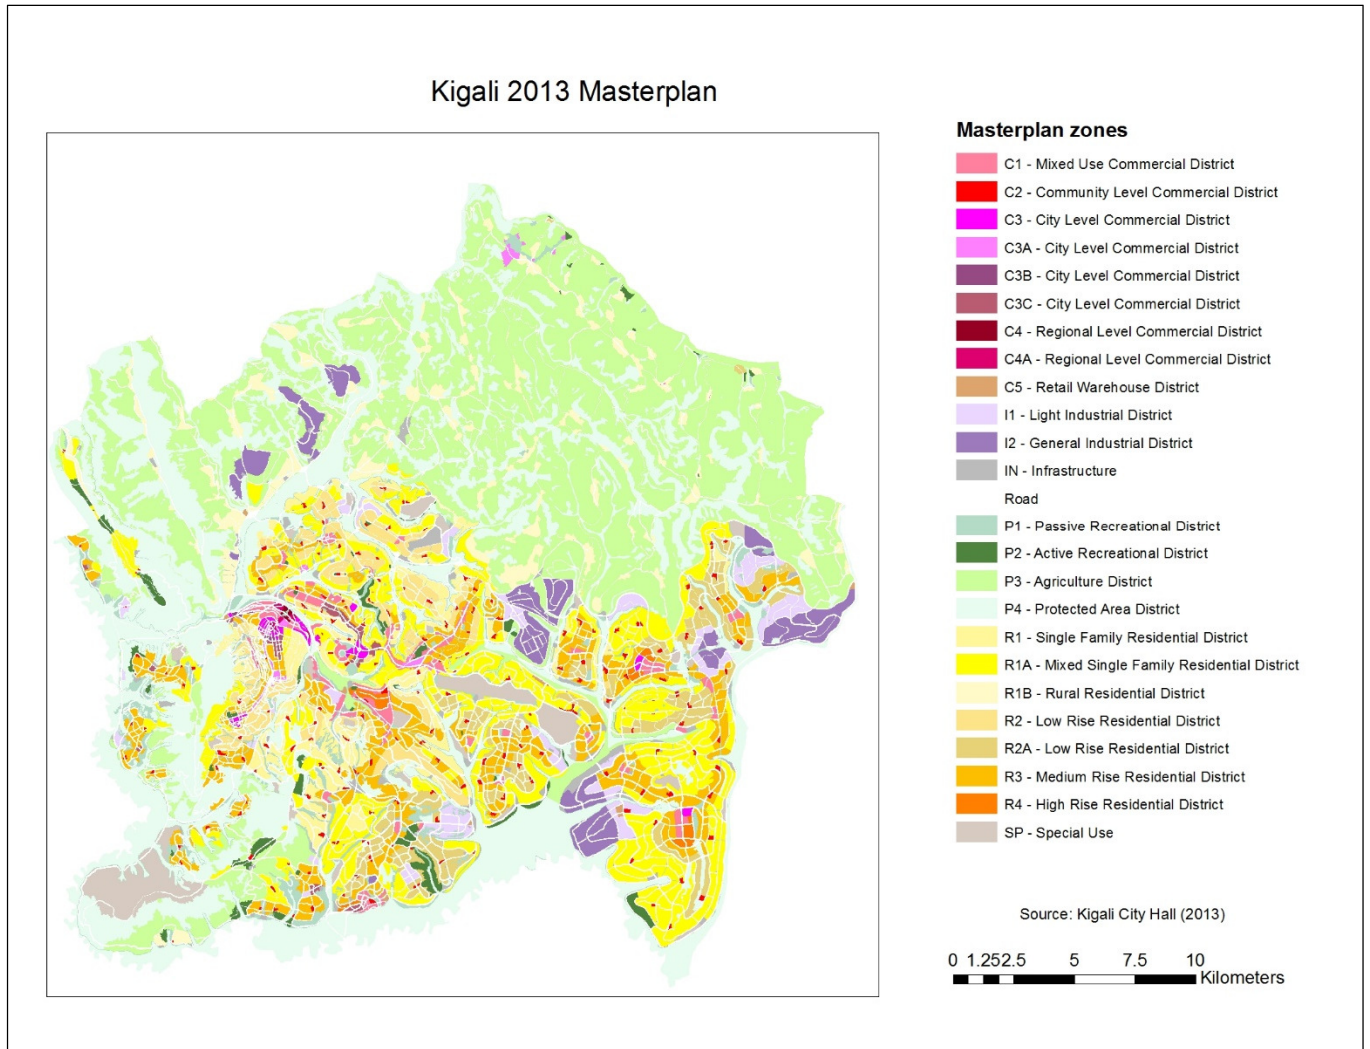 Kigali 2013 Masterplan
Masterplan zones
C1 - Mixed Use Commercial District
C2 - Community Level Commercial District
C3 - City Level Commercial District
C3A - City Level Commercial District
C3B - City Level Commercial District
C3C - City Level Commercial District
C4 - Regional Level Commercial District
C4A - Regional Level Commercial District
C5 - Retail Warehouse District
I1 - Light Industrial District
I2 - General Industrial District
IN - Infrastructure
Road
P1 - Passive Recreational District
P2 - Active Recreational District
P3 - Agriculture District
P4 - Protected Area District
R1 - Single Family Residential District
R1A - Mixed Single Family Residential District
R1B - Rural Residential District
R2 - Low Rise Residential District
R2A - Low Rise Residential District
R3 - Medium Rise Residential District
R4 - High Rise Residential District
SP - Special Use
Source: Kigali City Hall (2013)
0 1.252.5 5 7.5 10
Kilometers